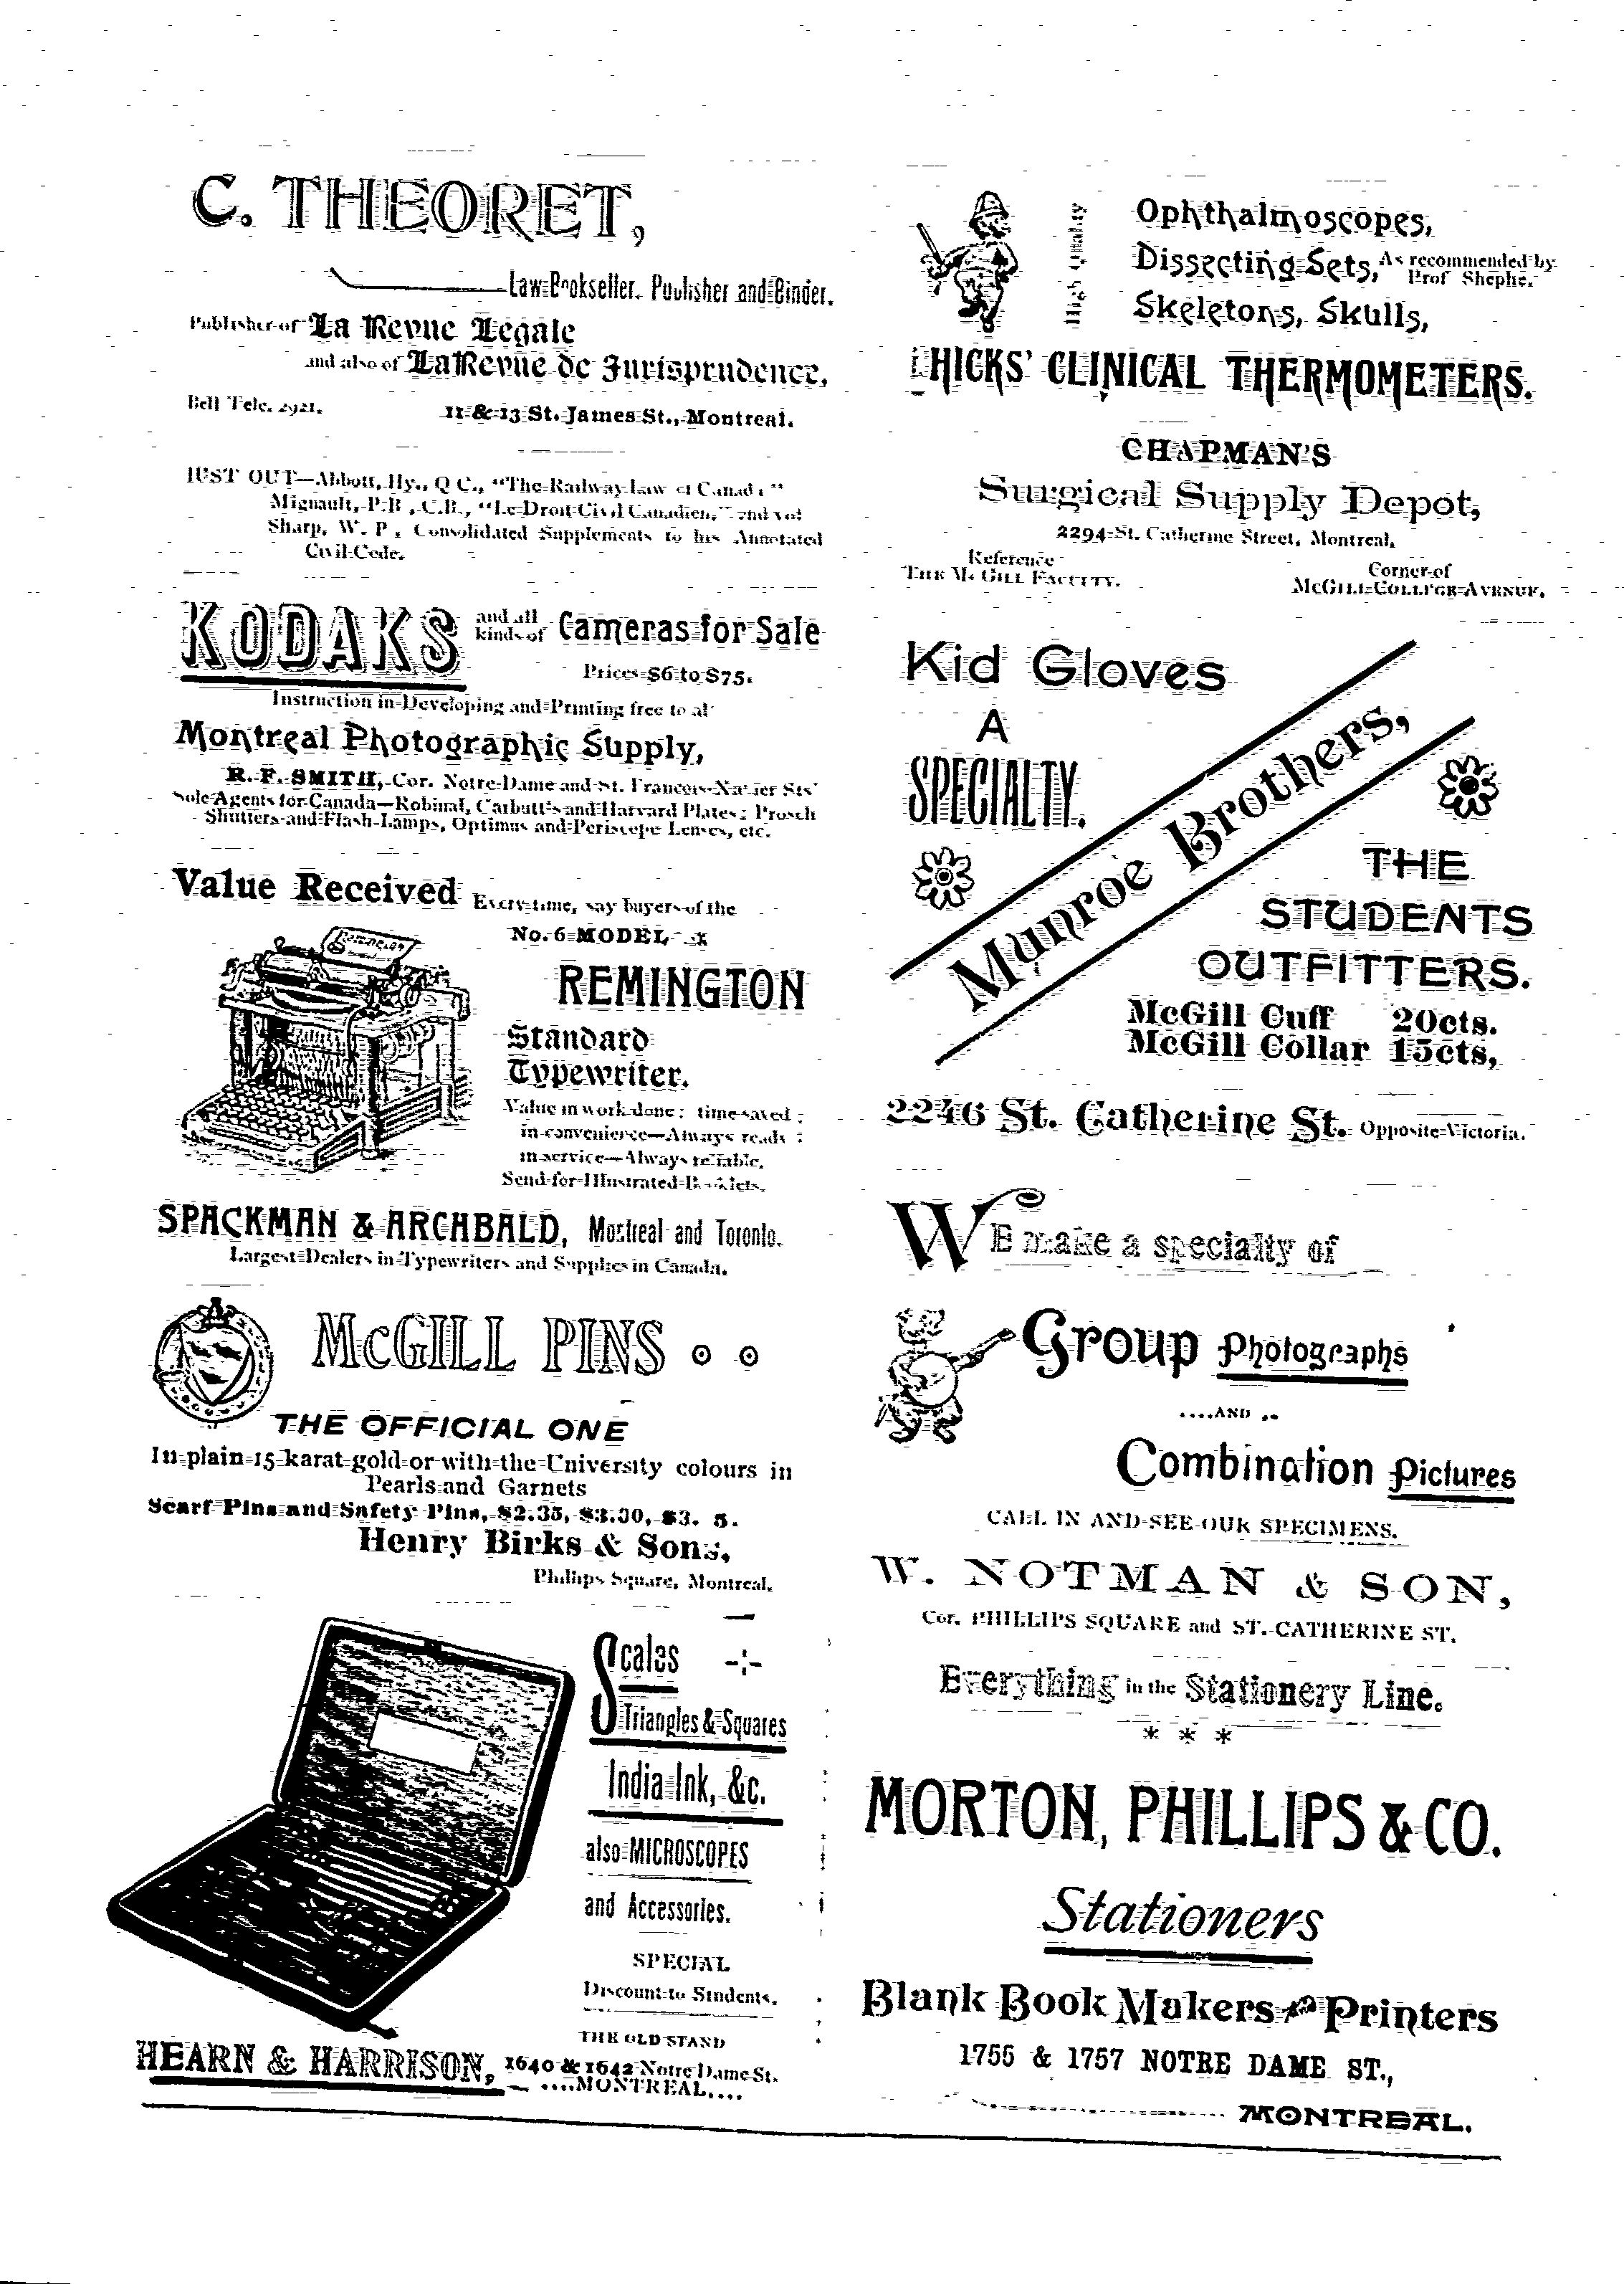 C. THEORET,
Law Bookseller. Publisher and Binder.
Publisher of La Revue Legale
and also of La Revue de Jurisprudence,
Bell Tele. 2921. 11 & 13 St. James St., Montreal.
JUST OUT—Abbott, Hy., Q C., "The Railway Law of Canada"
Mignault, P. B., C.R., "Le Droit Civil Canadien," 2nd vol
Sharp, W. P., Consolidated Supplements to his Annotated
Civil Code.
KODAKS and all kinds of Cameras for Sale
Prices $6 to $75.
Instruction in Developing and Printing free to all
Montreal Photographic Supply,
R. F. SMITH, Cor. Notre Dame and St. Francois Xavier Sts
Sole Agents for Canada—Robinal, Carbutt's and Harvard Plates; Prosch
Shutters and Flash Lamps, Optimus and Periscope Lenses, etc.
Value Received Every time, say buyers of the
No. 6 MODEL
REMINGTON
Standard
Typewriter.
Value in work done; time saved;
in convenience—Always ready;
in service—Always reliable.
Send for Illustrated Booklets.
SPACKMAN & ARCHBALD, Montreal and Toronto.
Largest Dealers in Typewriters and Supplies in Canada.
McGILL PINS
THE OFFICIAL ONE
In plain 15 karat gold or with the University colours in
Pearls and Garnets
Scarf Pins and Safety Pins, $2.35, $3.00,
Henry Birks & Sons,
Phillips Square, Montreal.
Scales
Triangles & Squares
India Ink, &c.
also MICROSCOPES
and Accessories.
SPECIAL
Discount to Students.
THE OLD STAND
HEARN & HARRISON, 1640 & 1642 Notre Dame St.
....MONTREAL....
High Quality
Ophthalmoscopes,
Dissecting Sets, As recommended by Prof
Skeletons, Skulls,
HICKS' CLINICAL THERMOMETERS.
CHAPMAN'S
Surgical Supply Depot,
2294 St. Catherine Street, Montreal.
Reference
THE McGILL FACULTY.
Corner of
McGILL COLLEGE AVENUE.
Kid Gloves
A
SPECIALTY.
Munroe Brothers,
THE
STUDENTS
OUTFITTERS.
McGill Cuff 20cts.
McGill Collar 15cts,
2246 St. Catherine St. Opposite Victoria.
WE make a specialty of
Group Photographs
....AND ..
Combination Pictures
CALL IN AND SEE OUR SPECIMENS.
W. NOTMAN & SON,
Cor. PHILLIPS SQUARE and ST. CATHERINE ST.
Everything in the Stationery Line.
* * *
MORTON, PHILLIPS & CO.
Stationers
Blank Book Makers and Printers
1755 & 1757 NOTRE DAME ST.,
MONTREAL.